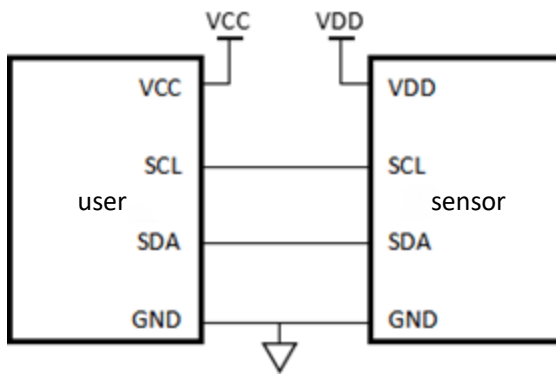 VCC VDD
VCC VDD
SCL SCL
user sensor
SDA SDA
GND GND